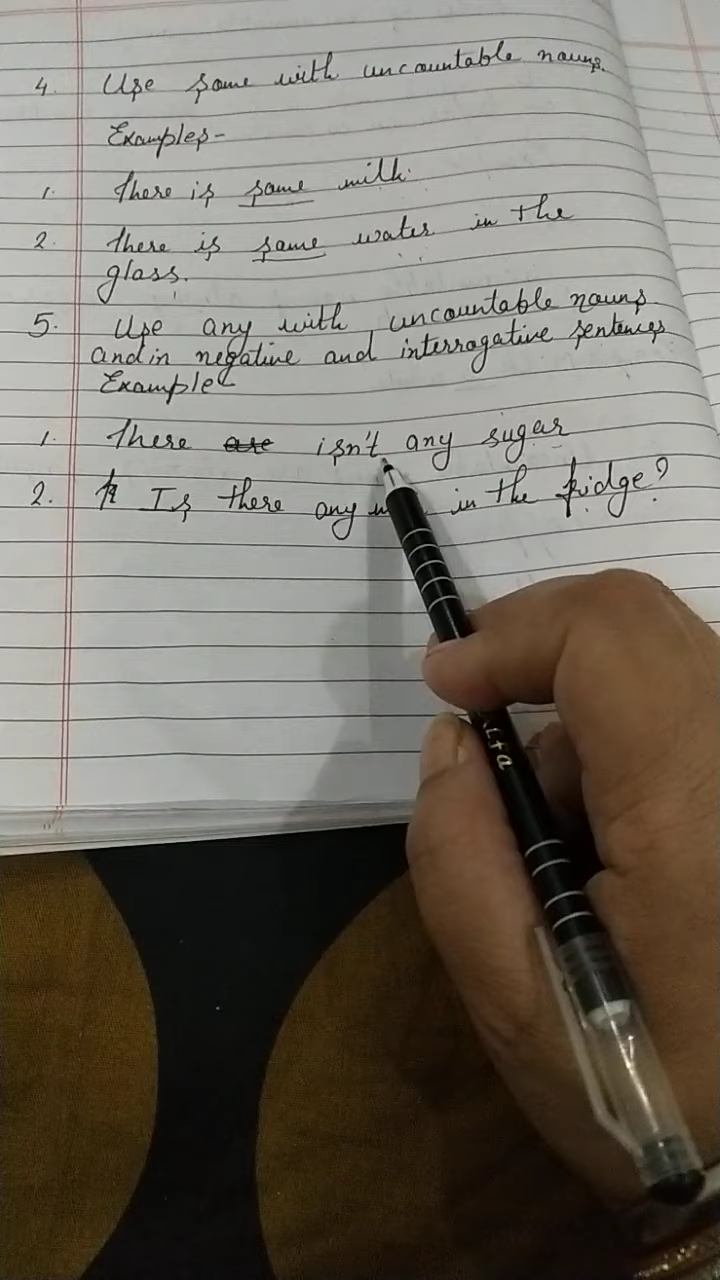 4. Use some with uncountable nouns.
Examples-
1. There is some milk.
2. There is some water in the
glass.
5. Use any with uncountable nouns
and in negative and interrogative sentences
Example
1. There are isn't any sugar
2. Is there any in the fridge?